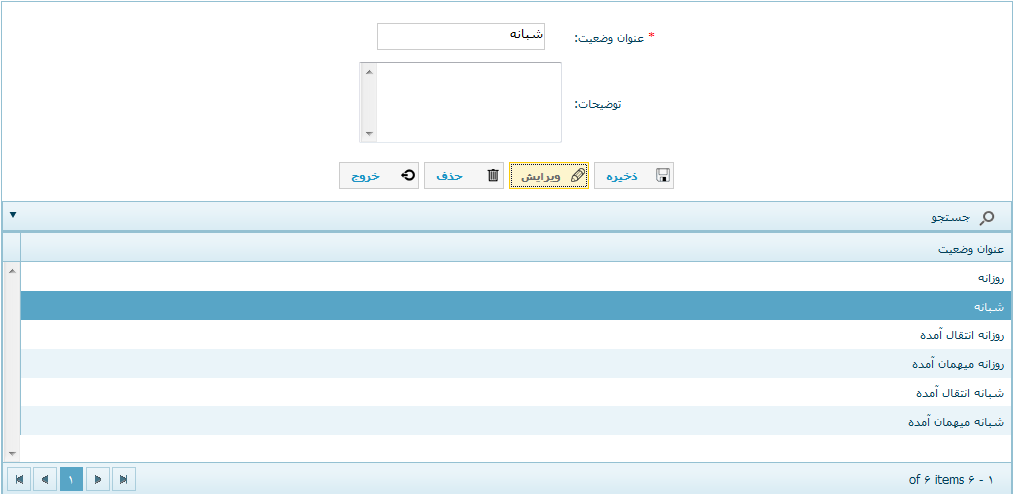 * عنوان وضعیت: شبانه
توضیحات:
ذخیره ویرایش حذف خروج
جستجو
عنوان وضعیت
روزانه
شبانه
روزانه انتقال آمده
روزانه میهمان آمده
شبانه انتقال آمده
شبانه میهمان آمده
۱ - ۶ of ۶ items
۱